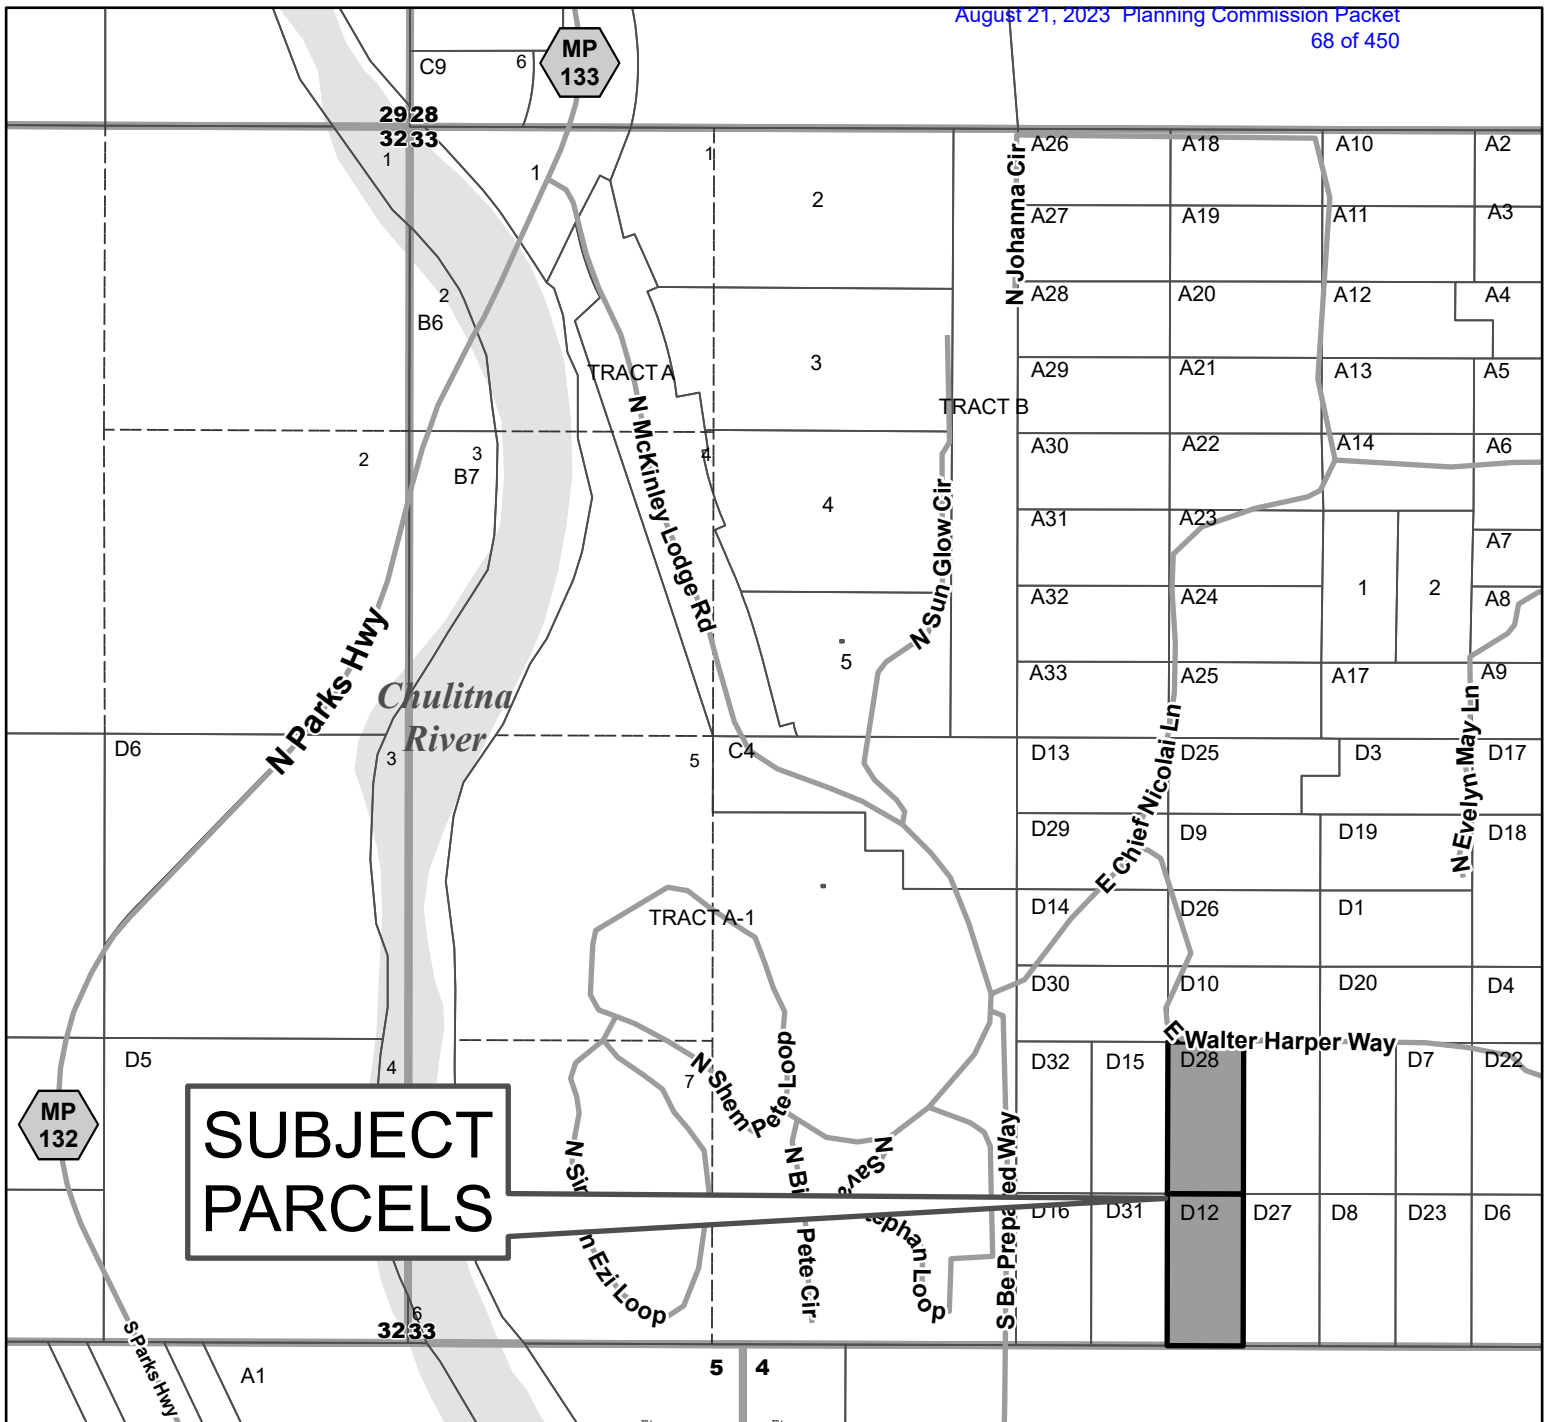 August 21, 2023 Planning Commission Packet
68 of 450
MP
133
C9
6
29 28
32 33
1
1
1
2
A26
A18
A10
A2
N Johanna Cir
A27
A19
A11
A3
2
B6
A28
A20
A12
A4
3
TRACT A
A29
A21
A13
A5
TRACT B
N McKinley Lodge Rd
2
3
B7
4
4
A30
A22
A14
A6
N Sun Glow Cir
A31
A23
A7
A32
A24
1
2
A8
N Parks Hwy
5
A33
A25
A17
A9
Chulitna
River
D6
3
5
C4
D13
D25
D3
D17
E Chief Nicolai Ln
N Evelyn May Ln
D29
D9
D19
D18
TRACT A-1
D14
D26
D1
D30
D10
D20
D4
E Walter Harper Way
D5
4
7
N Shem Pete Loop
D32
D15
D28
D7
D22
MP
132
SUBJECT
PARCELS
N Bi
Pete Cir
Loop
n Ezi Loop
S Be Prepared Way
D16
D31
D12
D27
D8
D23
D6
6
32 33
S Parks Hwy
5 4
A1